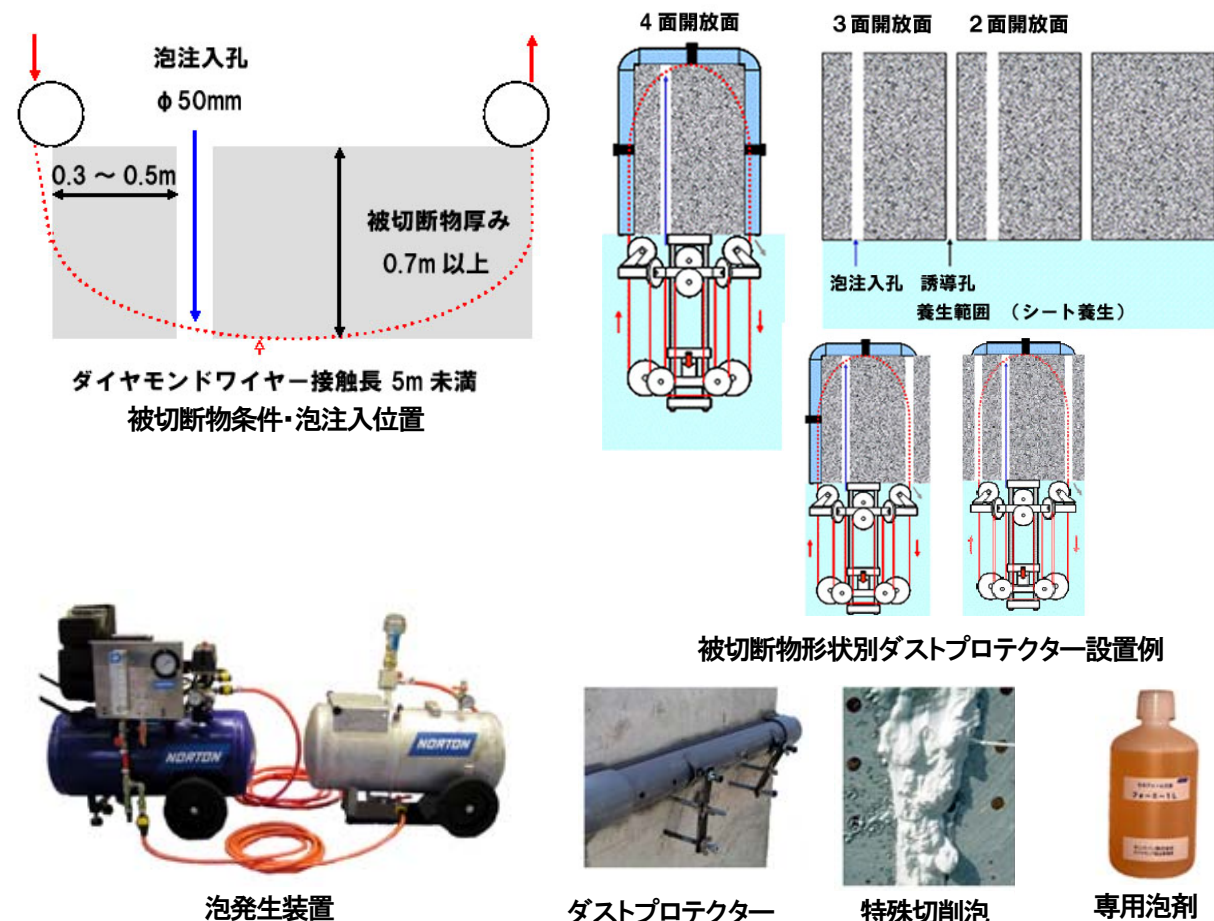 泡注入孔
φ50mm
0.3 ～ 0.5m
被切断物厚み
0.7m 以上
ダイヤモンドワイヤー接触長 5m 未満
被切断物条件・泡注入位置
4 面開放面
3 面開放面
2 面開放面
泡注入孔
誘導孔
養生範囲 （シート養生）
被切断物形状別ダストプロテクター設置例
NORTON
NORTON
泡発生装置
ダストプロテクター
特殊切削泡
専用泡剤